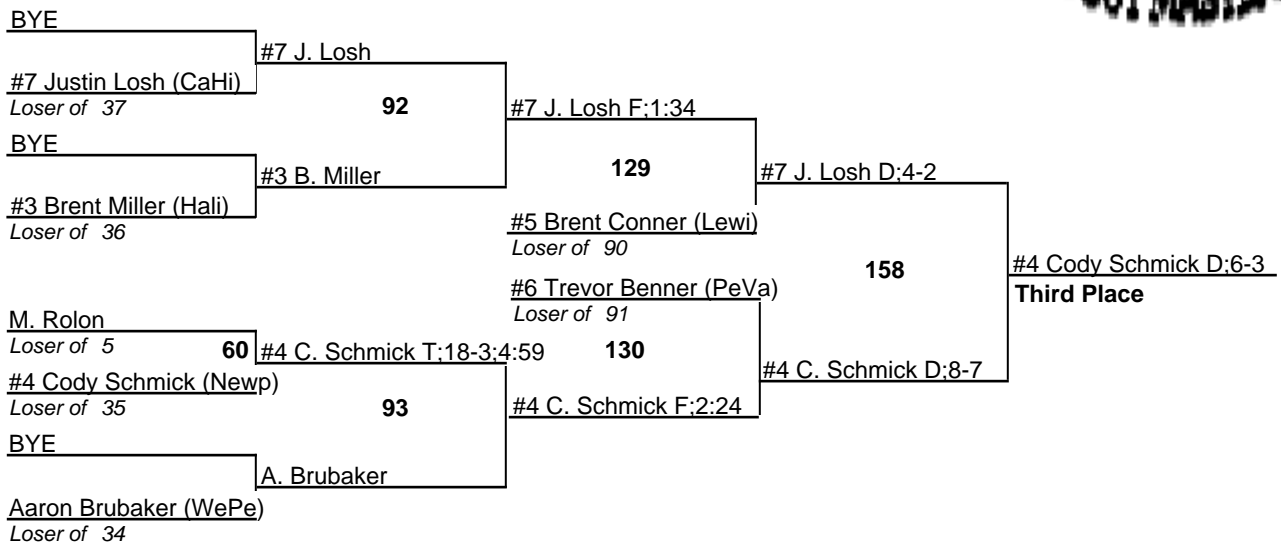 BYE
#7 J. Losh
#7 Justin Losh (CaHi)
Loser of 37
92
#7 J. Losh F;1:34
BYE
#3 B. Miller
129
#7 J. Losh D;4-2
#3 Brent Miller (Hali)
Loser of 36
#5 Brent Conner (Lewi)
Loser of 90
158
#4 Cody Schmick D;6-3
Third Place
#6 Trevor Benner (PeVa)
Loser of 91
M. Rolon
Loser of 5
60
#4 C. Schmick T;18-3;4:59
130
#4 C. Schmick D;8-7
#4 Cody Schmick (Newp)
Loser of 35
93
#4 C. Schmick F;2:24
BYE
A. Brubaker
Aaron Brubaker (WePe)
Loser of 34